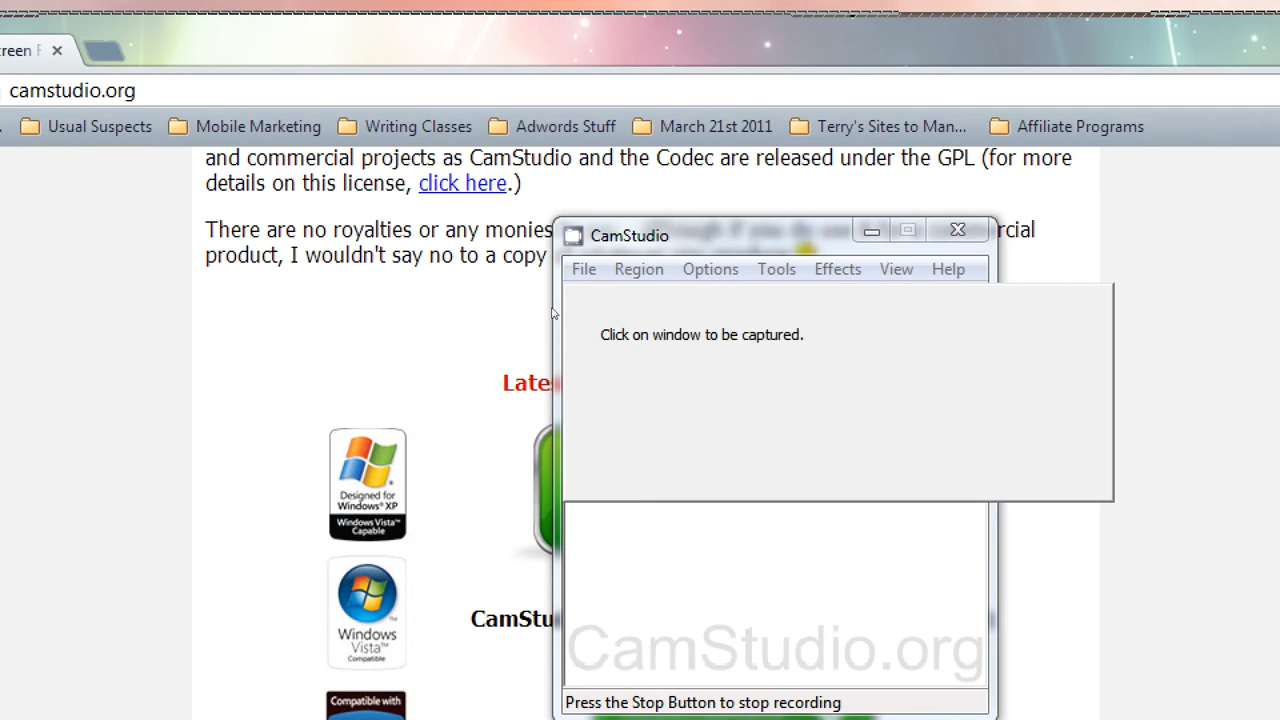 creen F
camstudio.org
Usual Suspects
Mobile Marketing
Writing Classes
Adwords Stuff
March 21st 2011
Terry's Sites to Man...
Affiliate Programs
and commercial projects as CamStudio and the Codec are released under the GPL (for more
details on this license, click here.)
There are no royalties or any monies
product, I wouldn't say no to a copy
CamStudio
File Region Options Tools Effects View Help
Click on window to be captured.
Late
Designed for
Windows® XP
Windows Vista™
Capable
Windows
Vista™
Compatible
CamStu
CamStudio.org
Compatible with
Press the Stop Button to stop recording